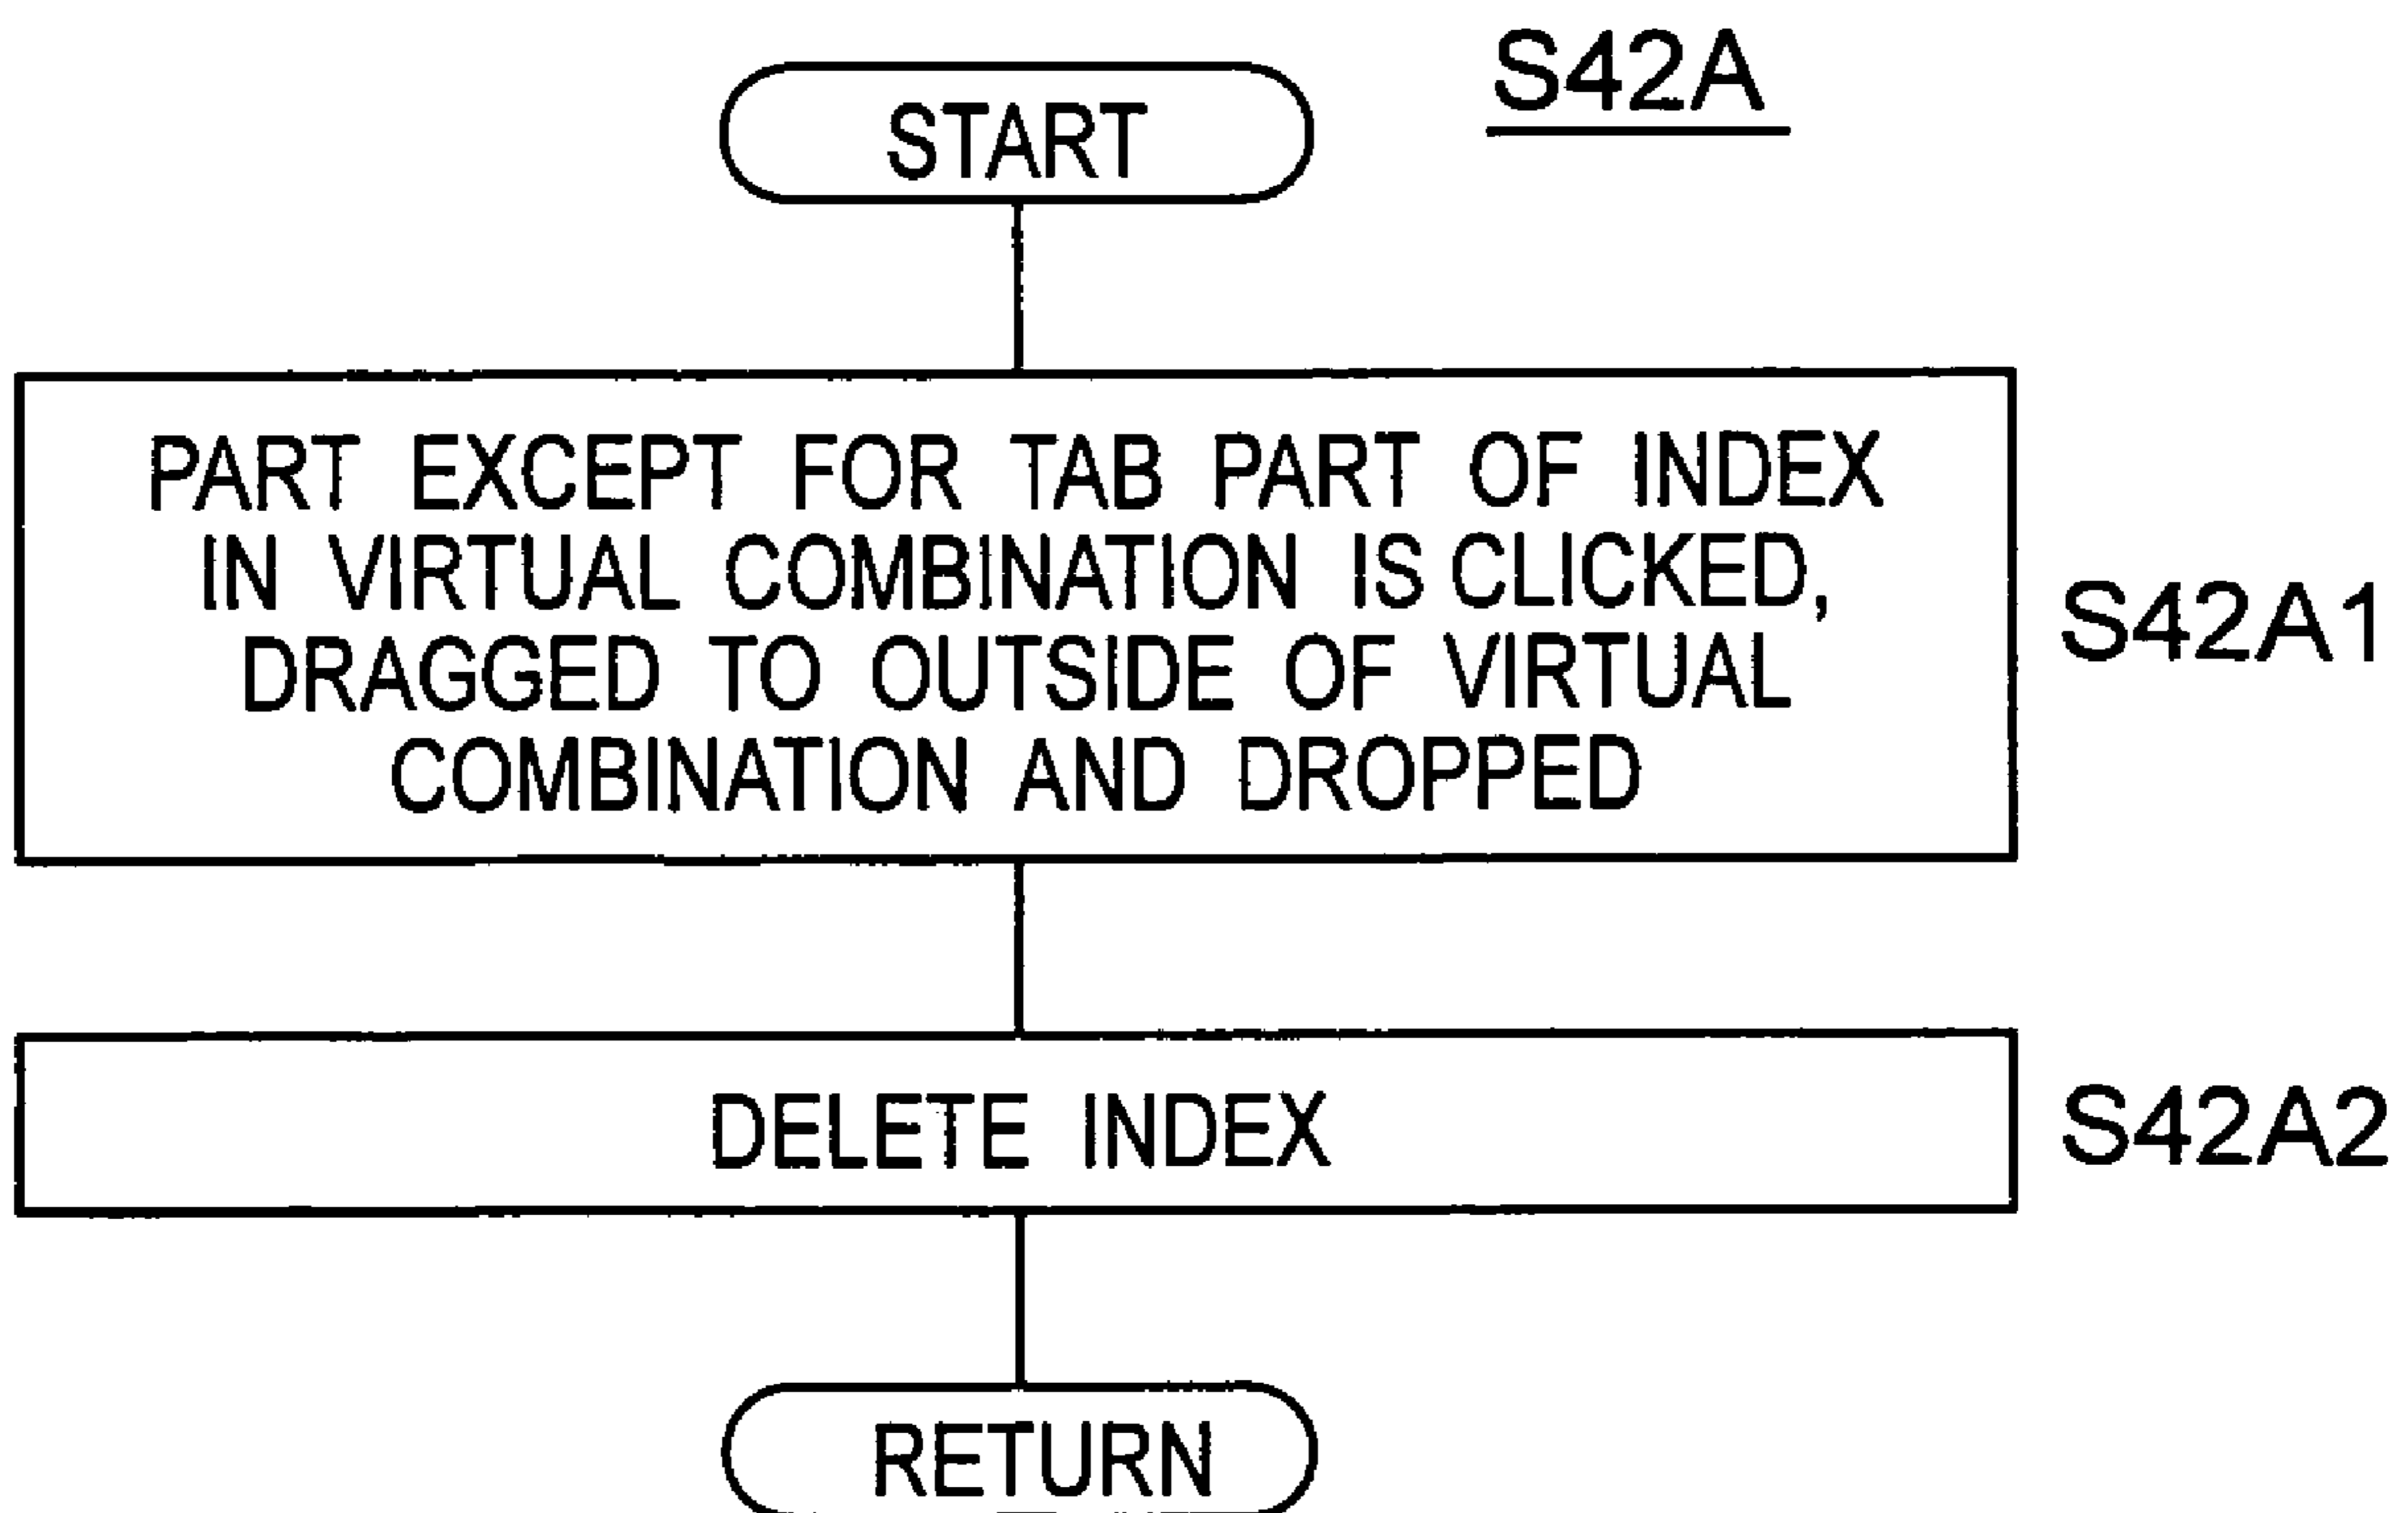 S42A
START
PART EXCEPT FOR TAB PART OF INDEX
IN VIRTUAL COMBINATION IS CLICKED,
DRAGGED TO OUTSIDE OF VIRTUAL
COMBINATION AND DROPPED
S42A1
DELETE INDEX
S42A2
RETURN